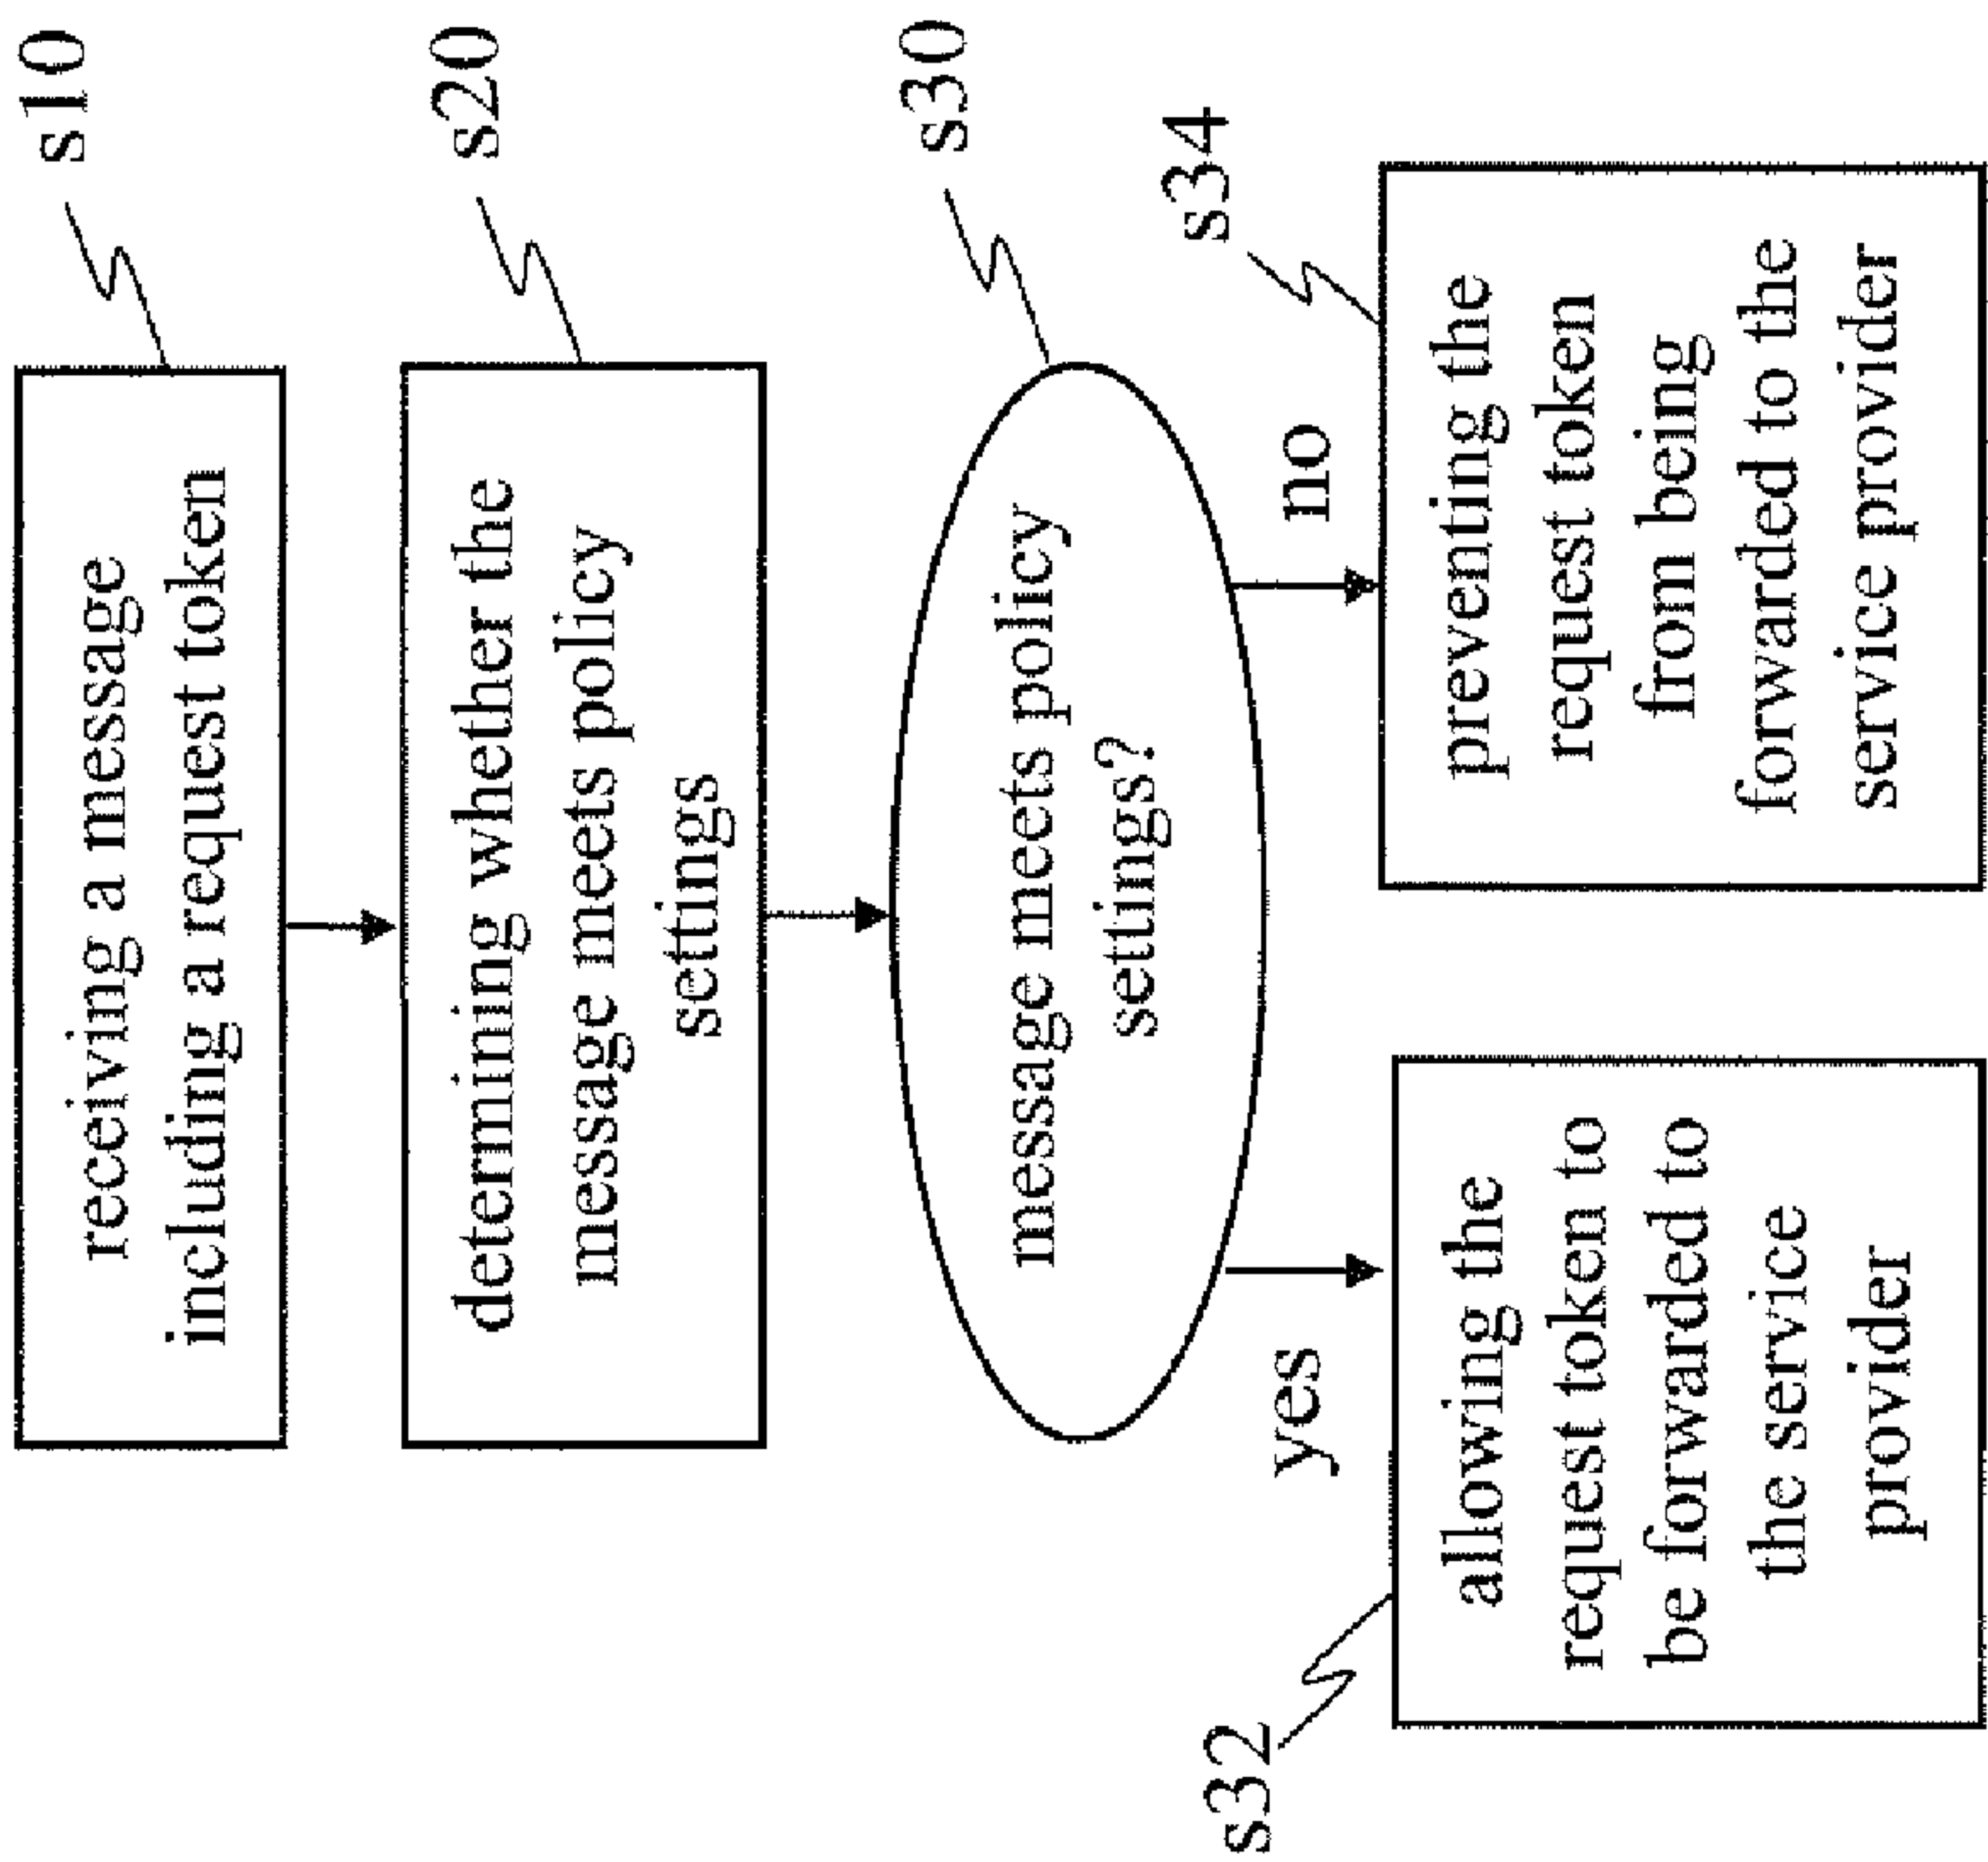 s10
receiving a message
including a request token
s20
determining whether the
message meets policy
settings
s30
message meets policy
settings?
yes
no
s32
allowing the
request token to
be forwarded to
the service
provider
s34
preventing the
request token
from being
forwarded to the
service provider